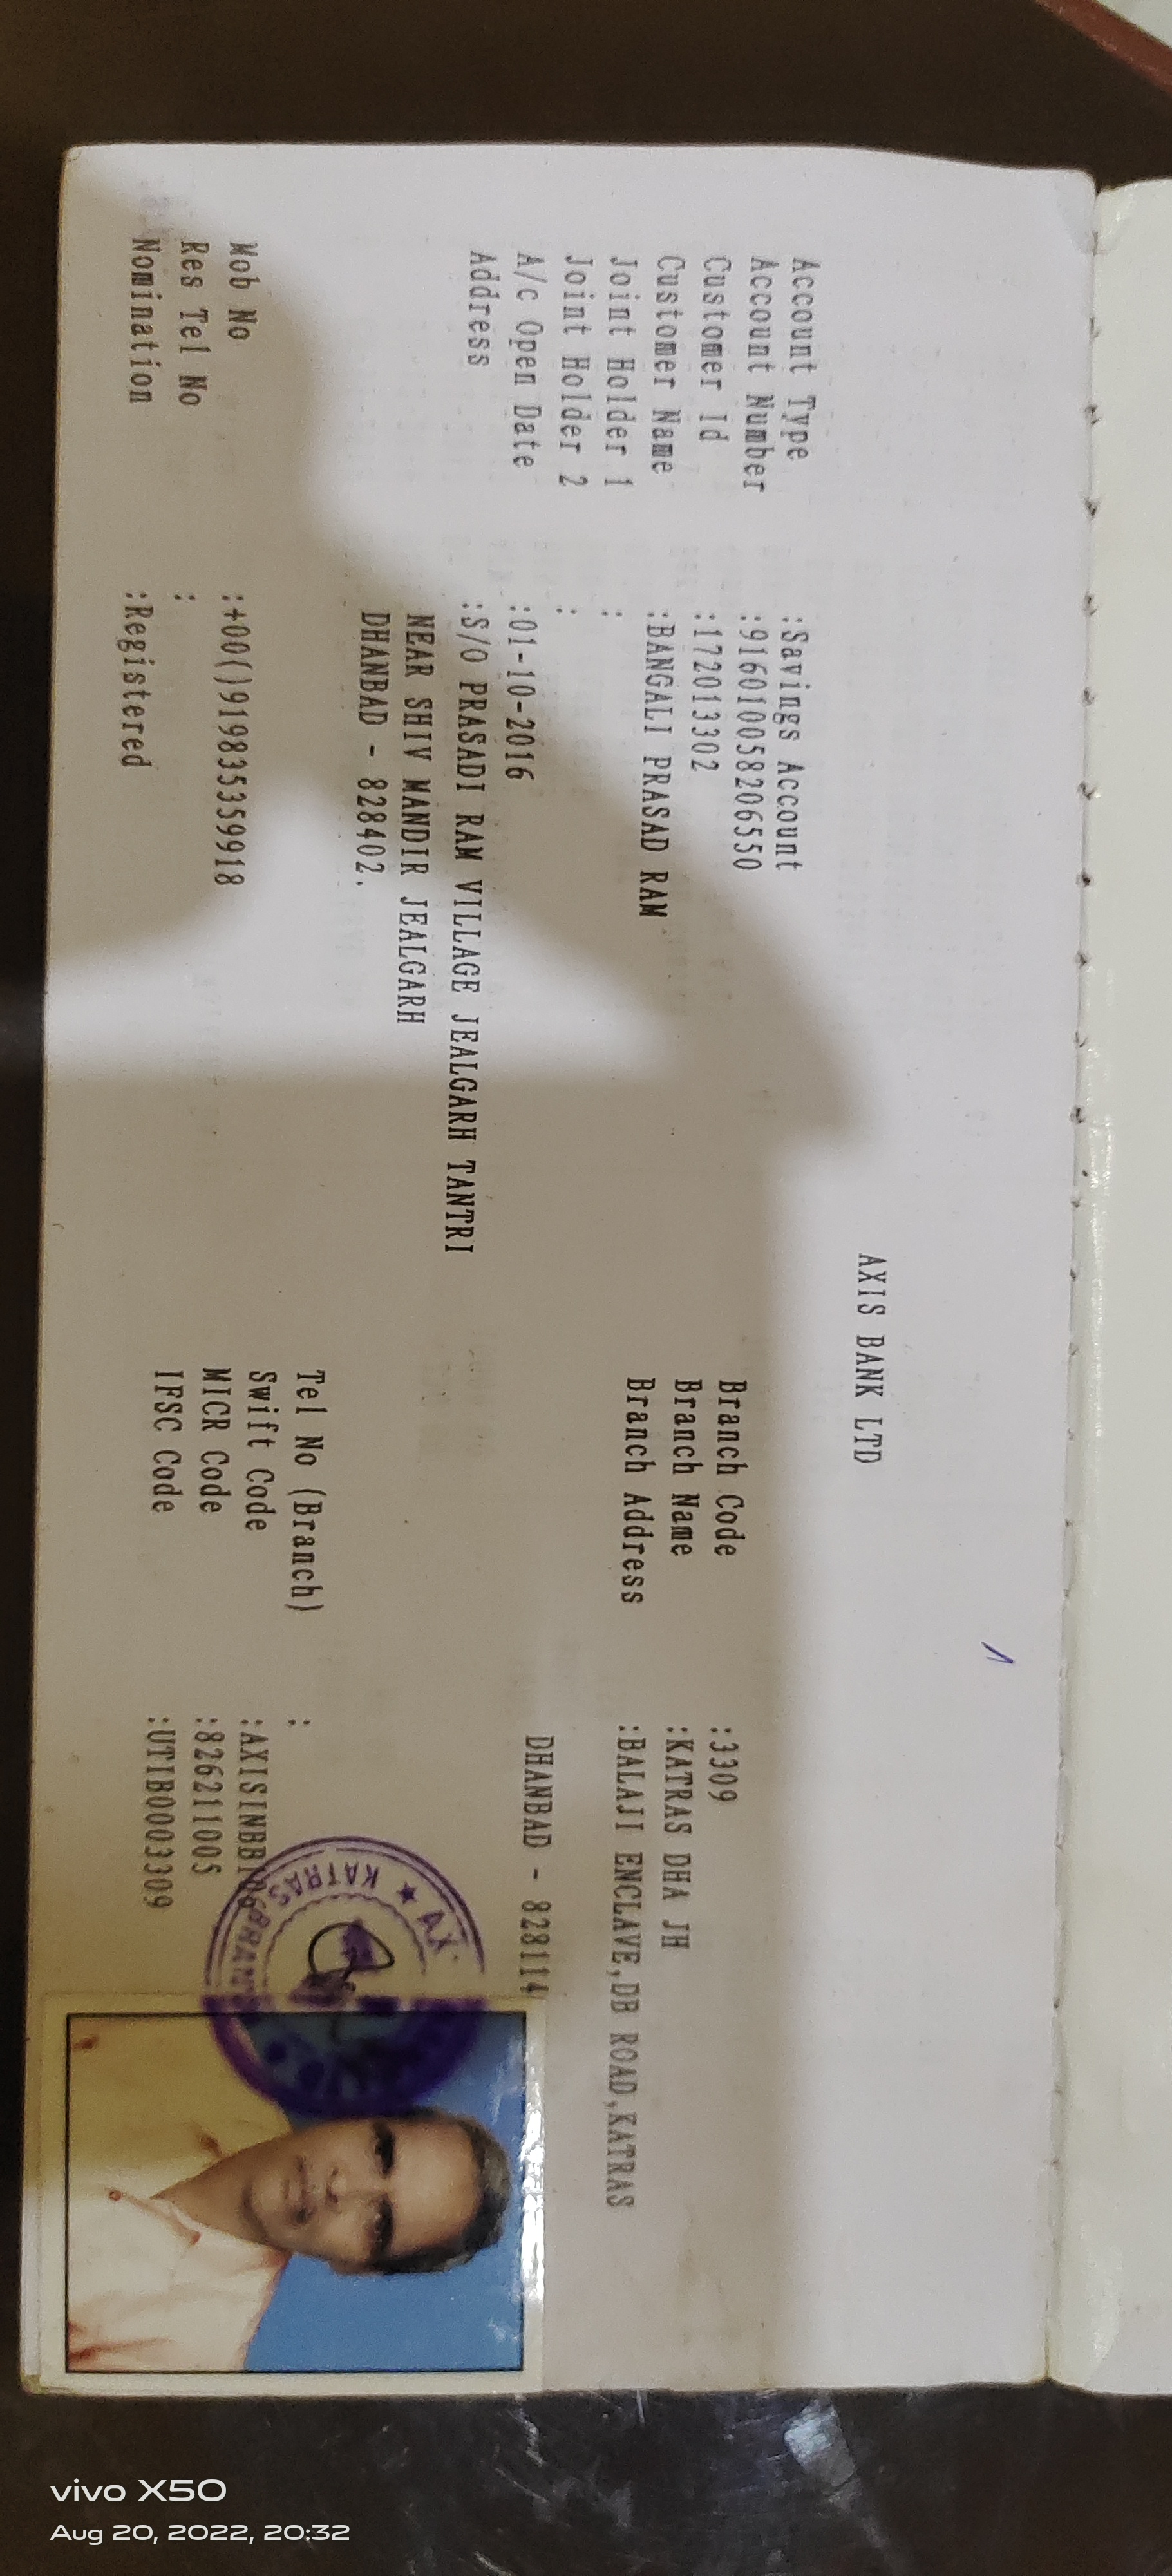 AXIS BANK LTD
Account Type :Savings Account
Account Number :916010058206550 Branch Code :3309
Customer Id :172013302 Branch Name :KATRAS DHA JH
Customer Name :BANGALI PRASAD RAM Branch Address :BALAJI ENCLAVE,DB ROAD,KATRAS
Joint Holder 1 :
Joint Holder 2 : DHANBAD - 828114
A/c Open Date :01-10-2016
Address :S/O PRASADI RAM VILLAGE JEALGARH TANTRI
NEAR SHIV MANDIR JEALGARH
DHANBAD - 828402.
Tel No (Branch) :
Mob No :+00()919835359918 Swift Code
Res Tel No : MICR Code :826211005
Nomination :Registered IFSC Code :UTIB0003309
KATRAS
vivo X50
Aug 20, 2022, 20:32